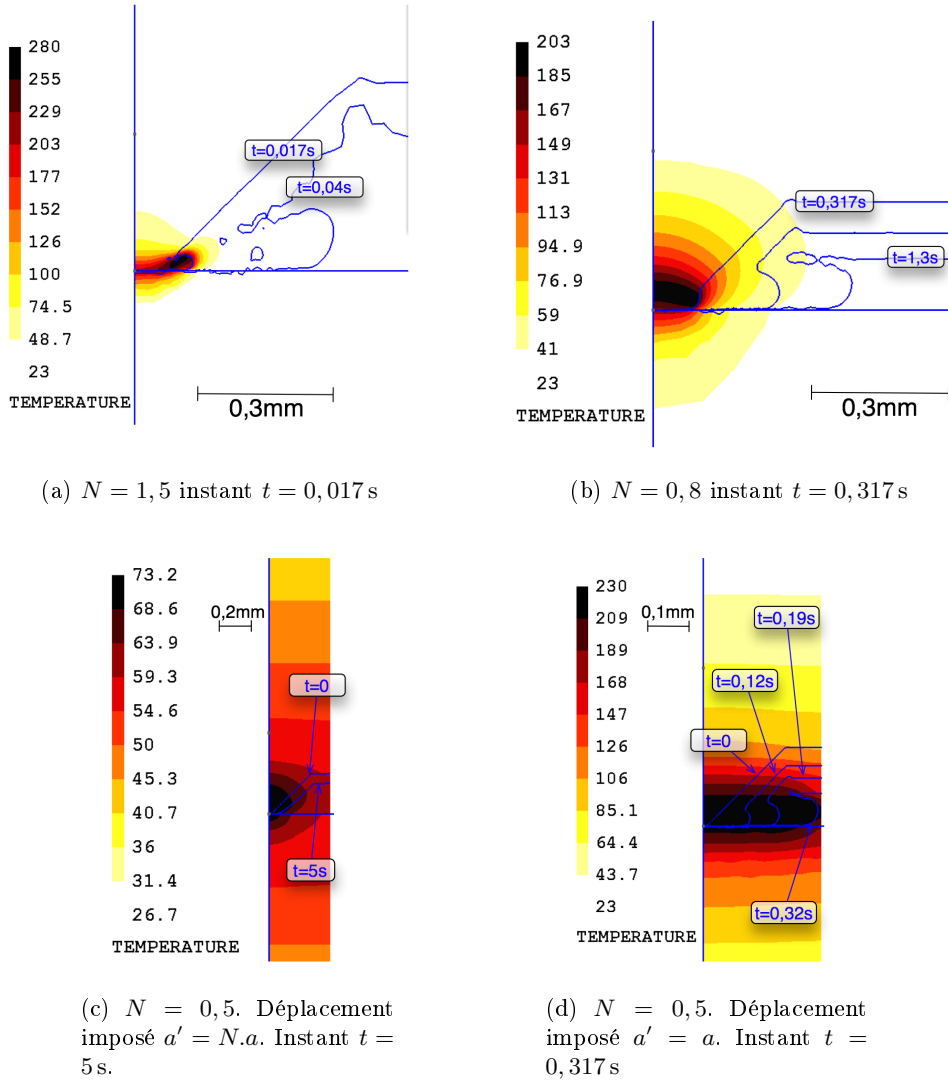 280
255
229
203
177
152
126
100
74.5
48.7
23
TEMPERATURE
t=0,017s
t=0,04s
0,3mm
(a) N = 1,5 instant t = 0,017 s
203
185
167
149
131
113
94.9
76.9
59
41
23
TEMPERATURE
t=0,317s
t=1,3s
0,3mm
(b) N = 0,8 instant t = 0,317 s
73.2
68.6
63.9
59.3
54.6
50
45.3
40.7
36
31.4
26.7
TEMPERATURE
0,2mm
t=0
t=5s
(c) N = 0,5. Déplacement
imposé a′ = N.a. Instant t =
5 s.
230
209
189
168
147
126
106
85.1
64.4
43.7
23
TEMPERATURE
0,1mm
t=0,19s
t=0,12s
t=0
t=0,32s
(d) N = 0,5. Déplacement
imposé a′ = a. Instant t =
0,317 s